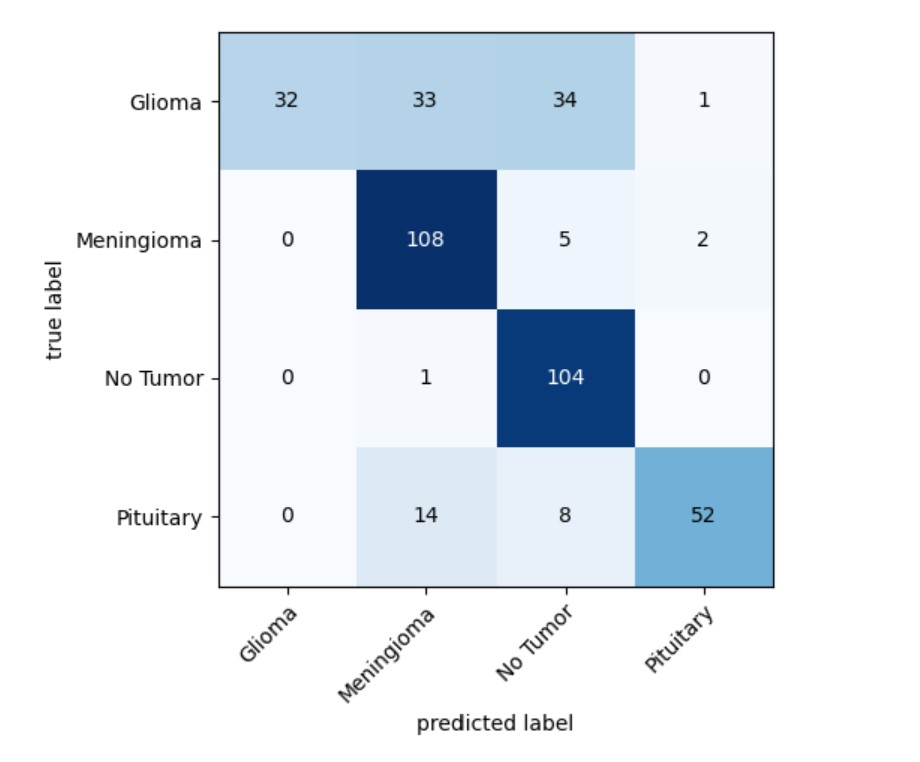 Glioma 32 33 34 1
Meningioma 0 108 5 2
No Tumor 0 1 104 0
Pituitary 0 14 8 52
true label
Glioma Meningioma No Tumor Pituitary
predicted label